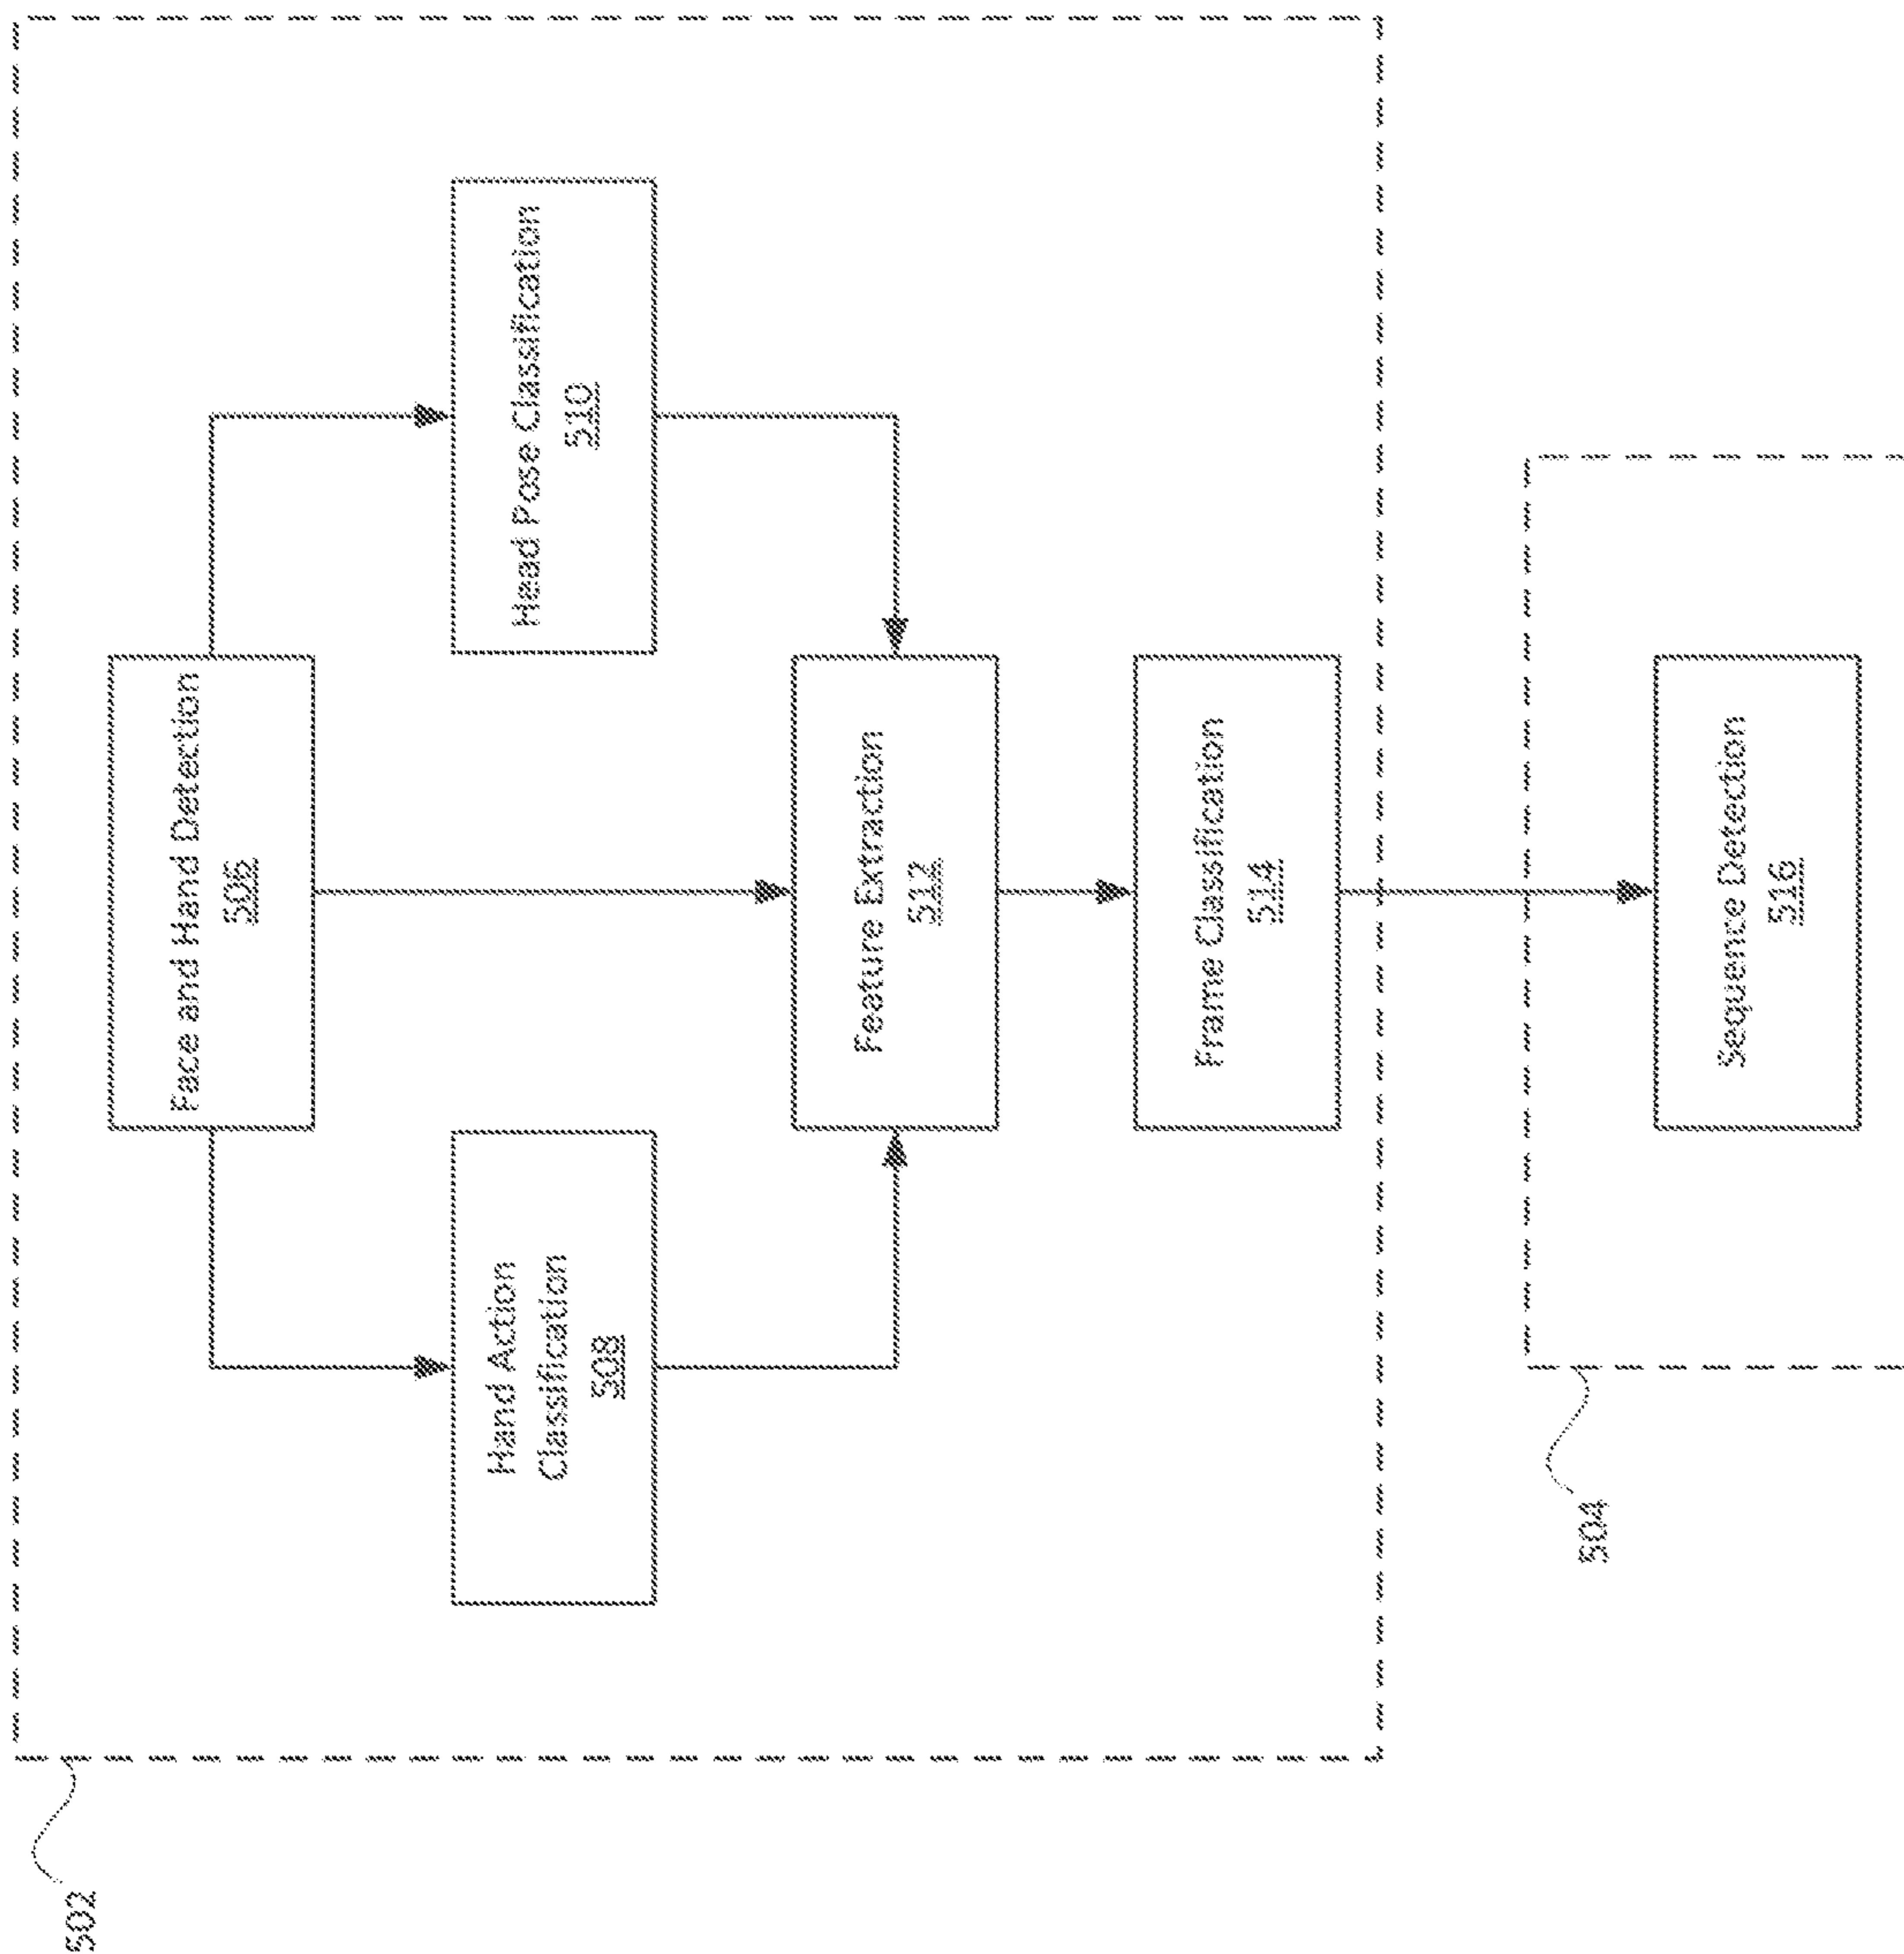 502
Face and Hand Detection
506
Hand Action
Classification
508
Head Pose Classification
510
Feature Extraction
512
Frame Classification
514
504
Sequence Detection
516